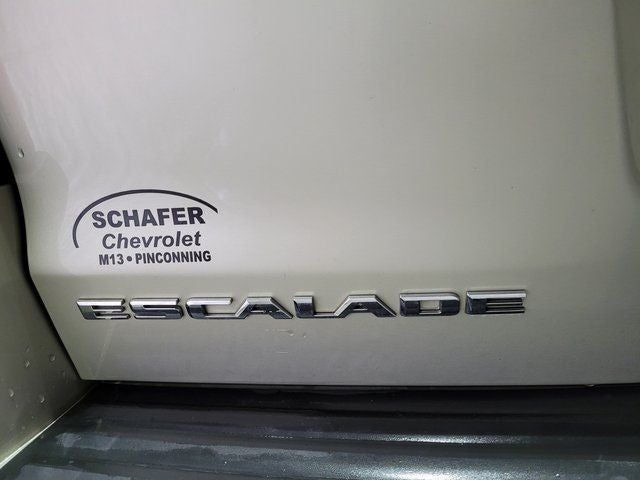 SCHAFER
Chevrolet
M13 • PINCONNING
ESCALADE